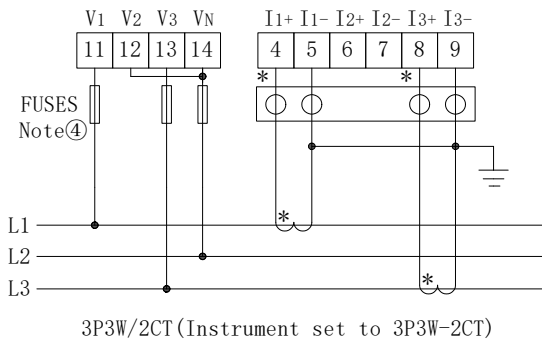 V1 V2 V3 VN I1+ I1- I2+ I2- I3+ I3-
11 12 13 14 4 5 6 7 8 9
* *
FUSES
Note④
*
L1
L2
*
L3
3P3W/2CT(Instrument set to 3P3W-2CT)